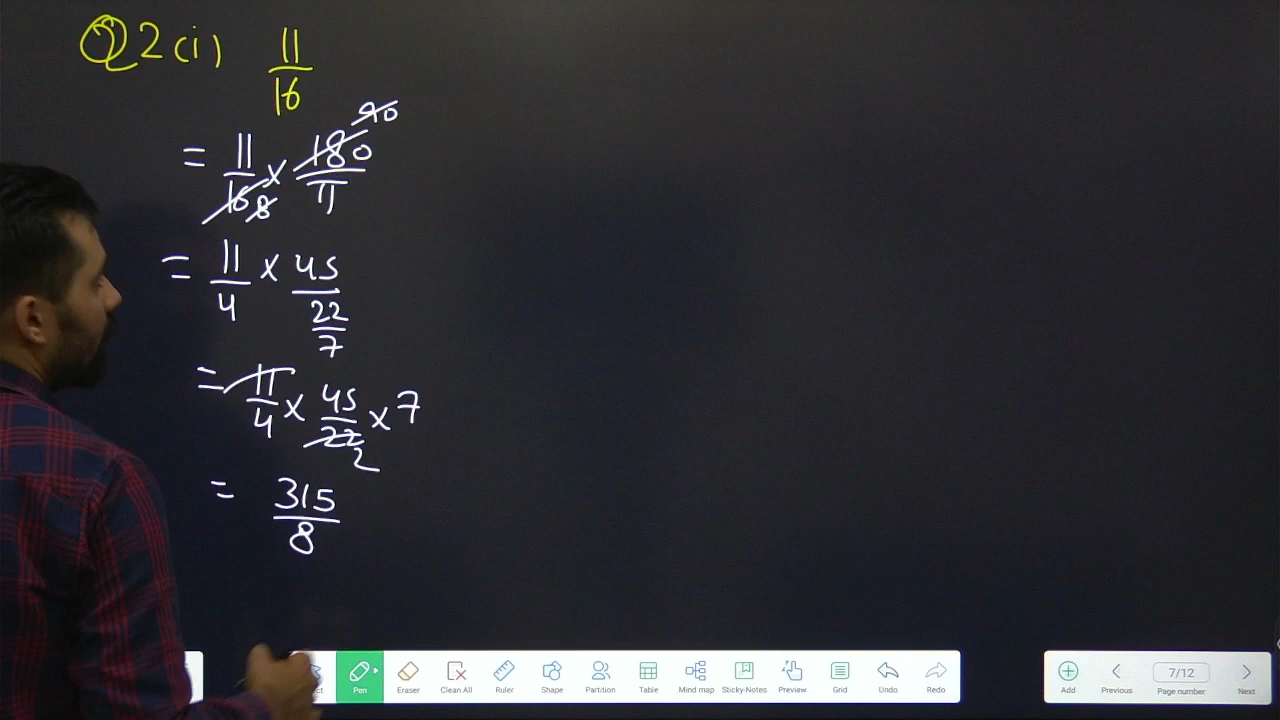 Q2(i) 11/16
= 11/16 8 × 180/π 90
= 11/4 × 45/22/7
= 11/4 × 45/22 × 7
2
= 315/8
Pen Eraser Clean All Ruler Shape Partition Table Mind map Sticky-Notes Preview Grid Undo Redo
Add Previous 7/12 Page number Next